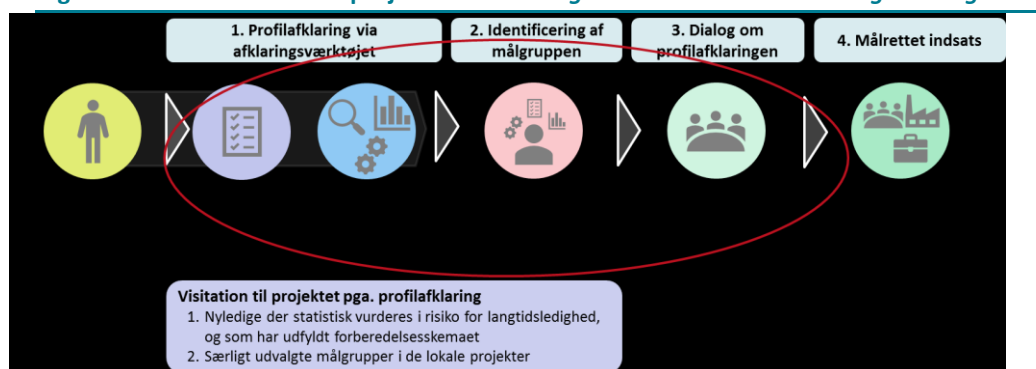 1. Profilafklaring via
afklaringsværktøjet
2. Identificering af
målgruppen
3. Dialog om
profilafklaringen
4. Målrettet indsats
Visitation til projektet pga. profilafklaring
1. Nyledige der statistisk vurderes i risiko for langtidsledighed,
og som har udfyldt forberedelsesskemaet
2. Særligt udvalgte målgrupper i de lokale projekter